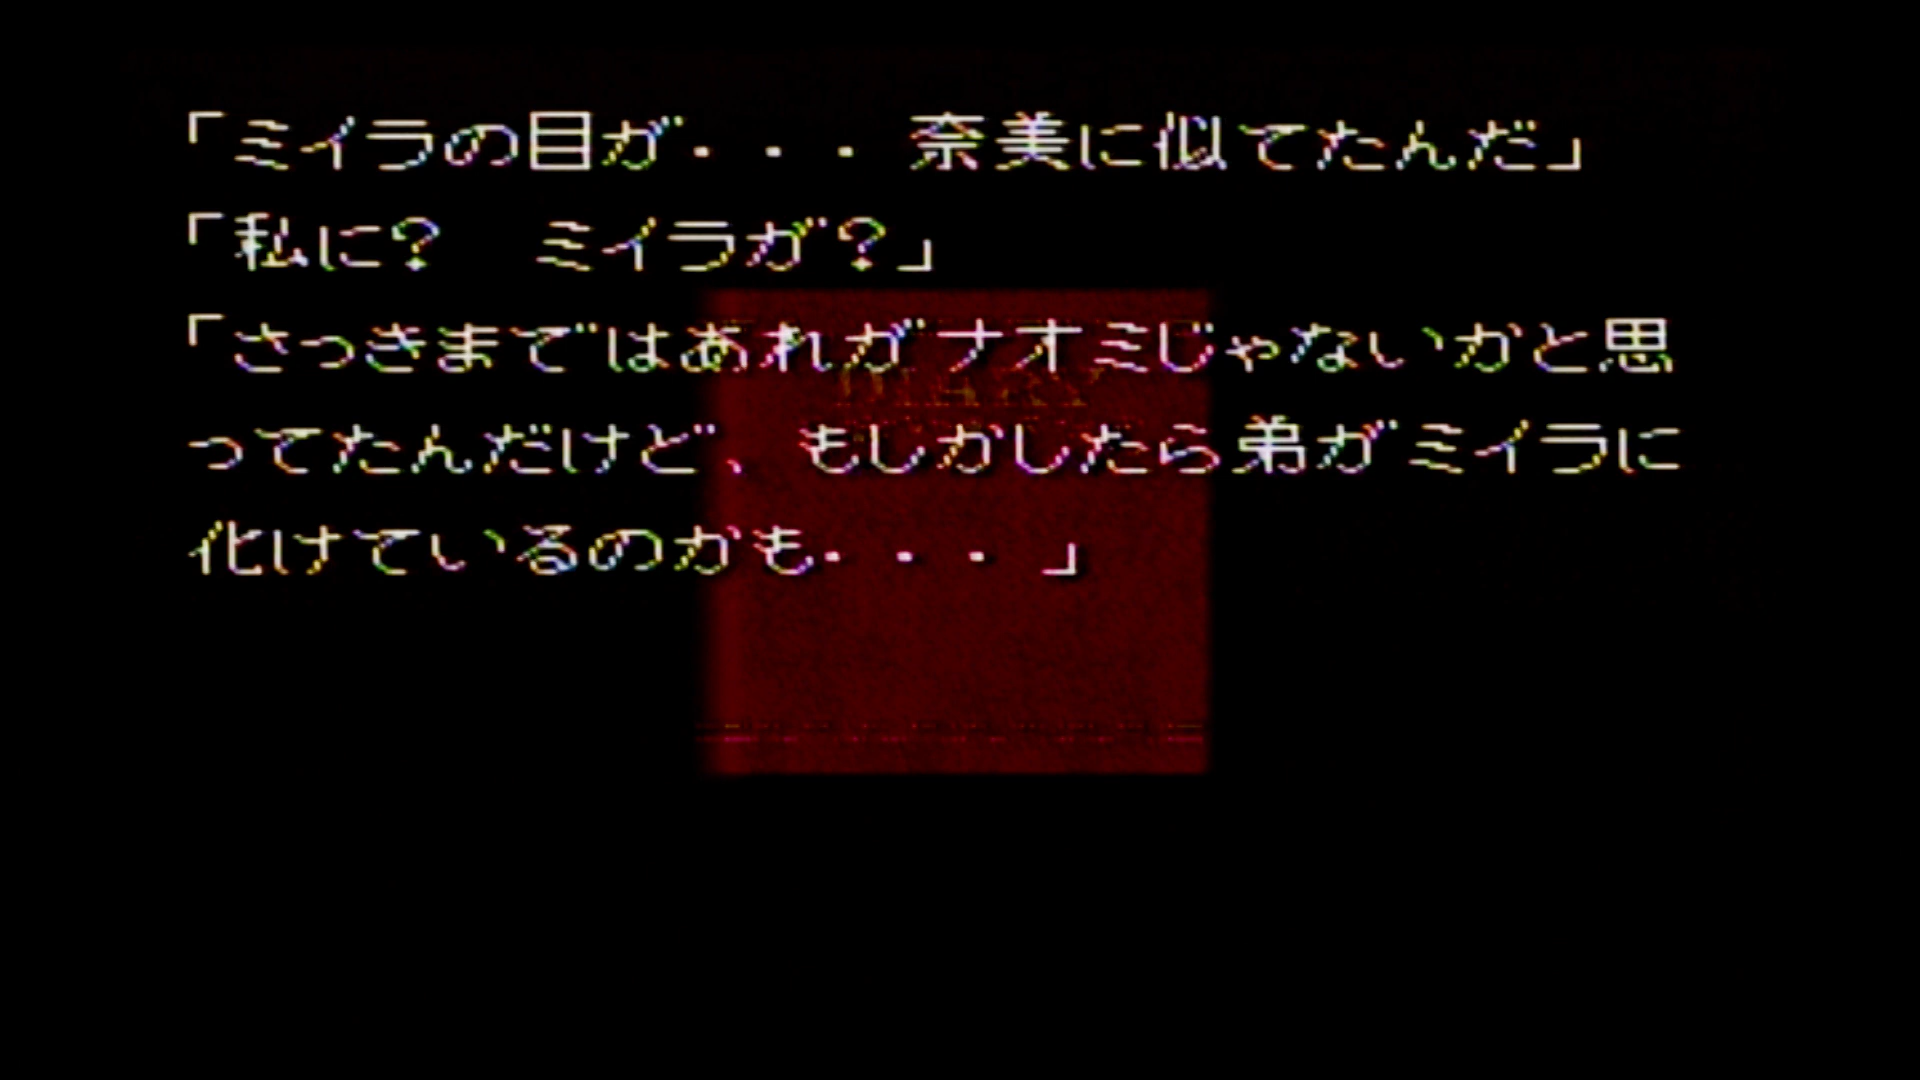 「ミイラの目が・・・奈美に似てたんだ」
「私に？　ミイラが？」
「さっきまではあれがナオミじゃないかと思
ってたんだけど、もしかしたら弟がミイラに
化けているのかも・・・」
DIARY